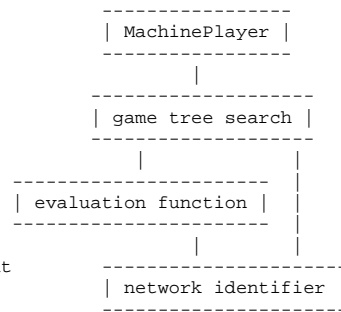 -----------------
| MachinePlayer |
-----------------
|
--------------------
| game tree search |
--------------------
| |
----------------------- |
| evaluation function | |
----------------------- |
| |
t ----------------------
| network identifier
----------------------